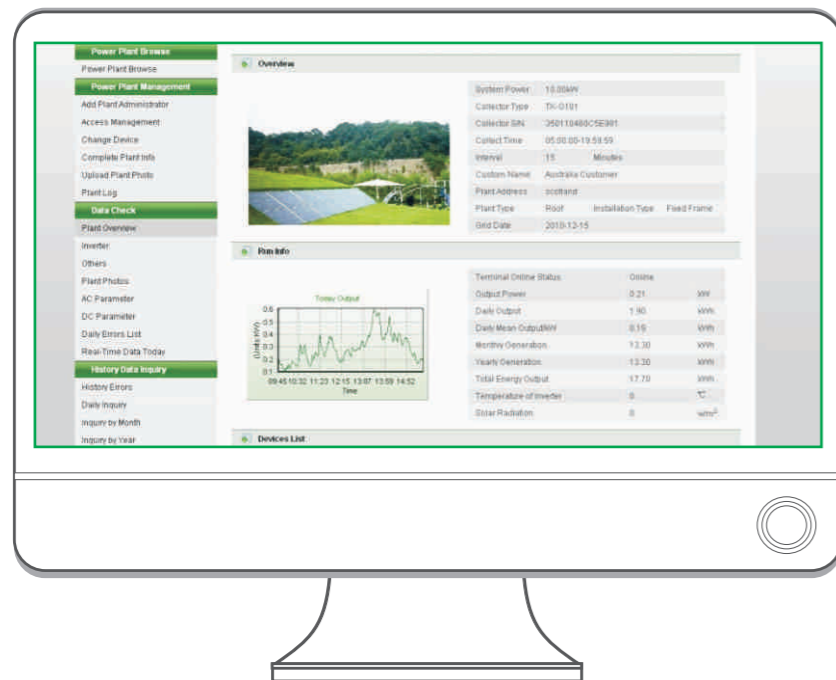 Power Plant Browse
Power Plant Browse
Power Plant Management
Add Plant Administrator
Access Management
Change Device
Complete Plant Info
Upload Plant Photo
Plant Log
Data Check
Plant Overview
Inverter
Others
Plant Photos
AC Parameter
DC Parameter
Daily Errors List
Real-Time Data Today
History Data Inquiry
History Errors
Daily Inquiry
Inquiry by Month
Inquiry by Year
Overview
System Power 10.00kW
Collector Type TK-0101
Collector S/N
Collect Time 05:00:00-19:59:59
Interval 15 Minutes
Custom Name Australia Customer
Plant Address scotland
Plant Type Roof Installation Type Fixed Frame
Grid Date 2010-12-15
Run Info
Today Output
(Units KW)
0.6
0.5
0.4
0.3
0.2
0.1
09:45 10:32 11:23 12:15 13:07 13:59 14:52
Time
Terminal Online Status Online
Output Power 0.21 kW
Daily Output 1.90 kWh
Daily Mean Output/kW 0.19 kWh
Monthly Generation 13.30 kWh
Yearly Generation 13.30 kWh
Total Energy Output 17.70 kWh
Temperature of Inverter 0 ℃
Solar Radiation 0 w/m²
Devices List